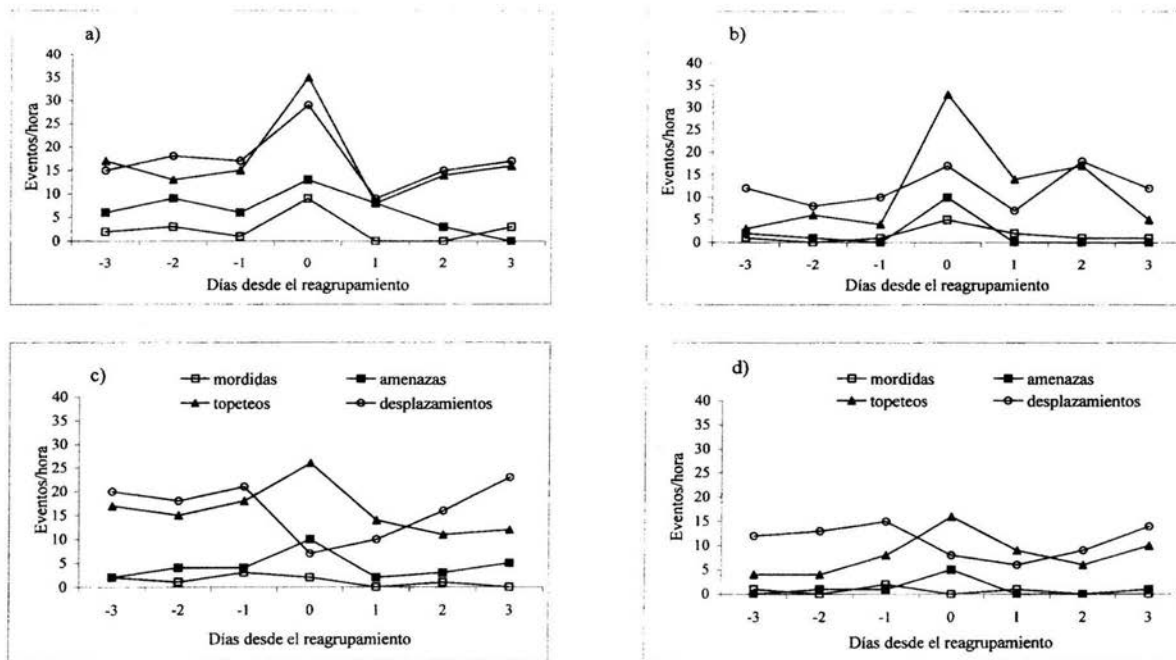 a)
Eventos/hora
40
35
30
25
20
15
10
5
0
-3 -2 -1 0 1 2 3
Días desde el reagrupamiento
b)
Eventos/hora
40
35
30
25
20
15
10
5
0
-3 -2 -1 0 1 2 3
Días desde el reagrupamiento
c)
mordidas amenazas
topeteos desplazamientos
Eventos/hora
40
35
30
25
20
15
10
5
0
-3 -2 -1 0 1 2 3
Días desde el reagrupamiento
d)
mordidas amenazas
topeteos desplazamientos
Eventos/hora
40
35
30
25
20
15
10
5
0
-3 -2 -1 0 1 2 3
Días desde el reagrupamiento